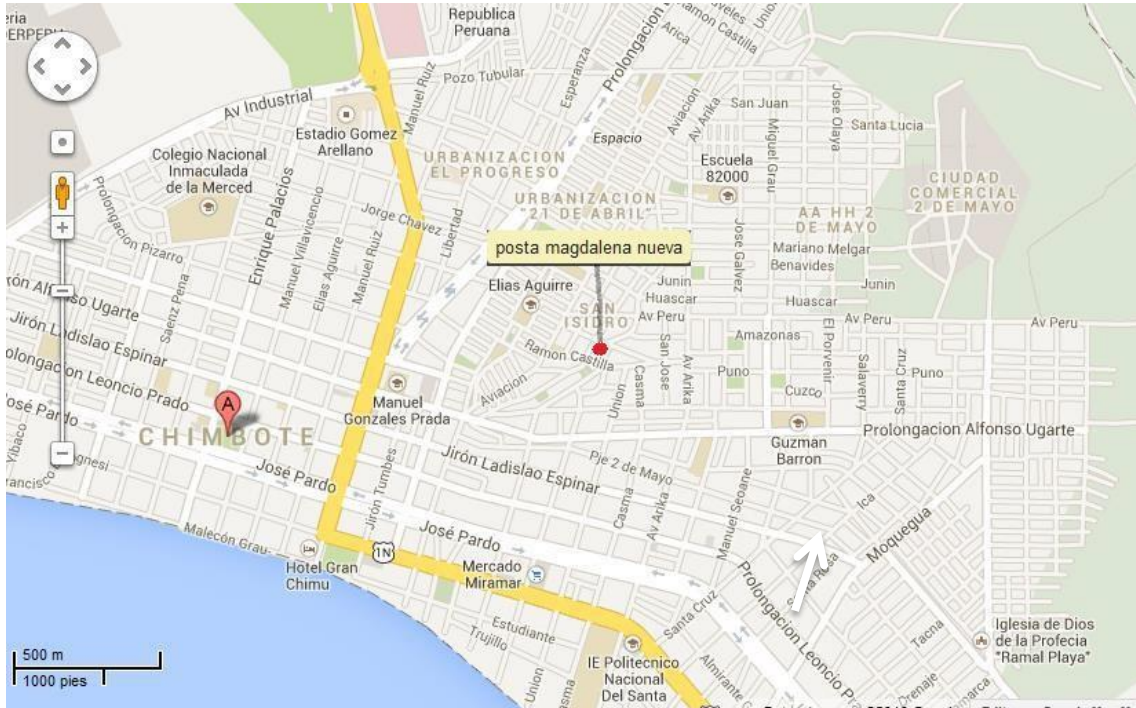 Republica
Peruana
Union
Ramon Castilla
Arica
Prolongacion
Esperanza
Pozo Tubular
Manuel Ruiz
Av Industrial
Estadio Gomez
Arellano
Espacio
Aviacion
Av Arika
San Juan
Miguel Grau
Jose Olaya
Santa Lucia
Colegio Nacional
Inmaculada
de la Merced
URBANIZACION
EL PROGRESO
Escuela
82000
CIUDAD
COMERCIAL
2 DE MAYO
Prolongacion Pizarro
Enrique Palacios
Manuel Villavicencio
Elias Aguirre
Manuel Ruiz
Jorge Chavez
Libertad
URBANIZACION
"21 DE ABRIL"
AA HH 2
DE MAYO
Jose Galvez
Mariano Melgar
Benavides
posta magdalena nueva
Elias Aguirre
Junin
Huascar
Av Peru
Junin
Huascar
Av Peru
Av Peru
SAN
ISIDRO
Saenz Pena
Alfonso Ugarte
Jirón Ladislao Espinar
Leoncio Prado
Ramon Castilla
Aviacion
Union
Casma
San Jose
Av Arika
Amazonas
Puno
Cuzco
El Porvenir
Salaverry
Santa Cruz
Puno
A
CHIMBOTE
José Pardo
Manuel
Gonzales Prada
Guzman
Barron
Prolongacion Alfonso Ugarte
José Pardo
Jirón Tumbes
Jirón Ladislao Espinar
Pje 2 de Mayo
Casma
Av Arika
Manuel Seoane
Ica
Moquegua
Malecón Grau
Hotel Gran
Chimu
1N
José Pardo
Mercado
Miramar
Prolongacion Leoncio
Santa Cruz
Tacna
Iglesia de Dios
de la Profecia
"Ramal Playa"
Trujillo
Estudiante
Union
IE Politecnico
Nacional
Del Santa
Almirante
Drenaje
500 m
1000 pies